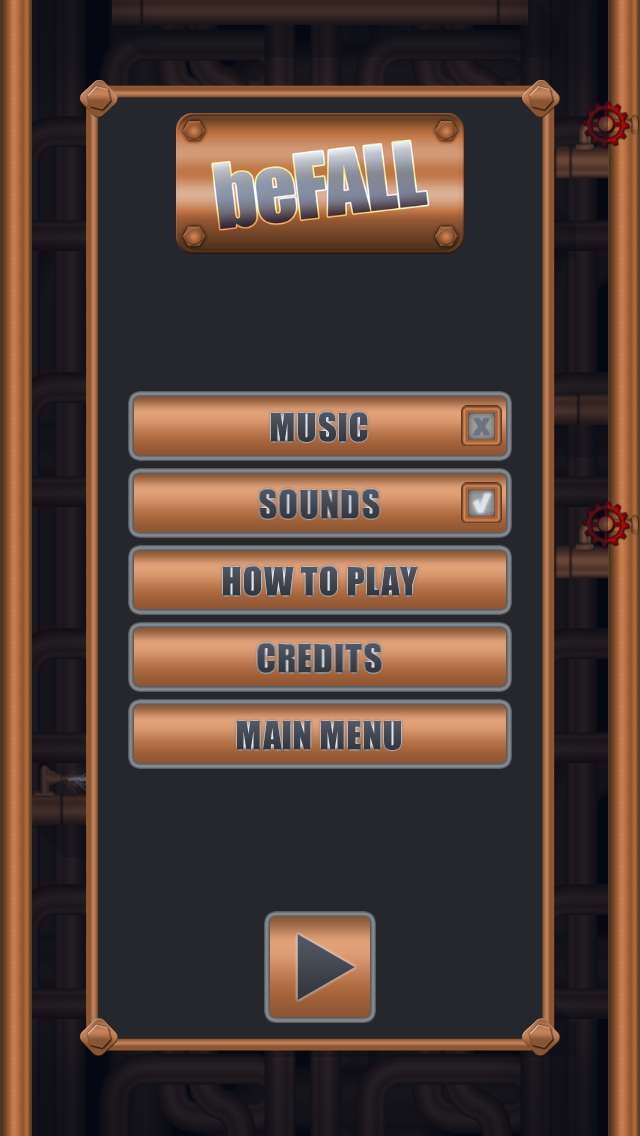 beFALL
MUSIC
SOUNDS
HOW TO PLAY
CREDITS
MAIN MENU